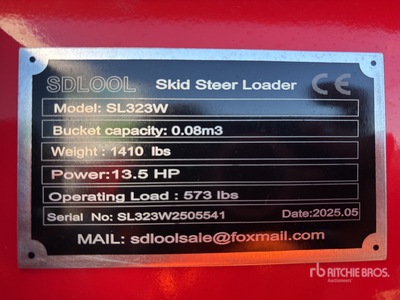 SDLOOL Skid Steer Loader CE
Model: SL323W
Bucket capacity: 0.08m3
Weight : 1410 lbs
Power:13.5 HP
Operating Load : 573 lbs
Serial No: SL323W2505541 Date:2025.05
MAIL: sdloolsale@foxmail.com
rb RITCHIE BROS.
Auctioneers